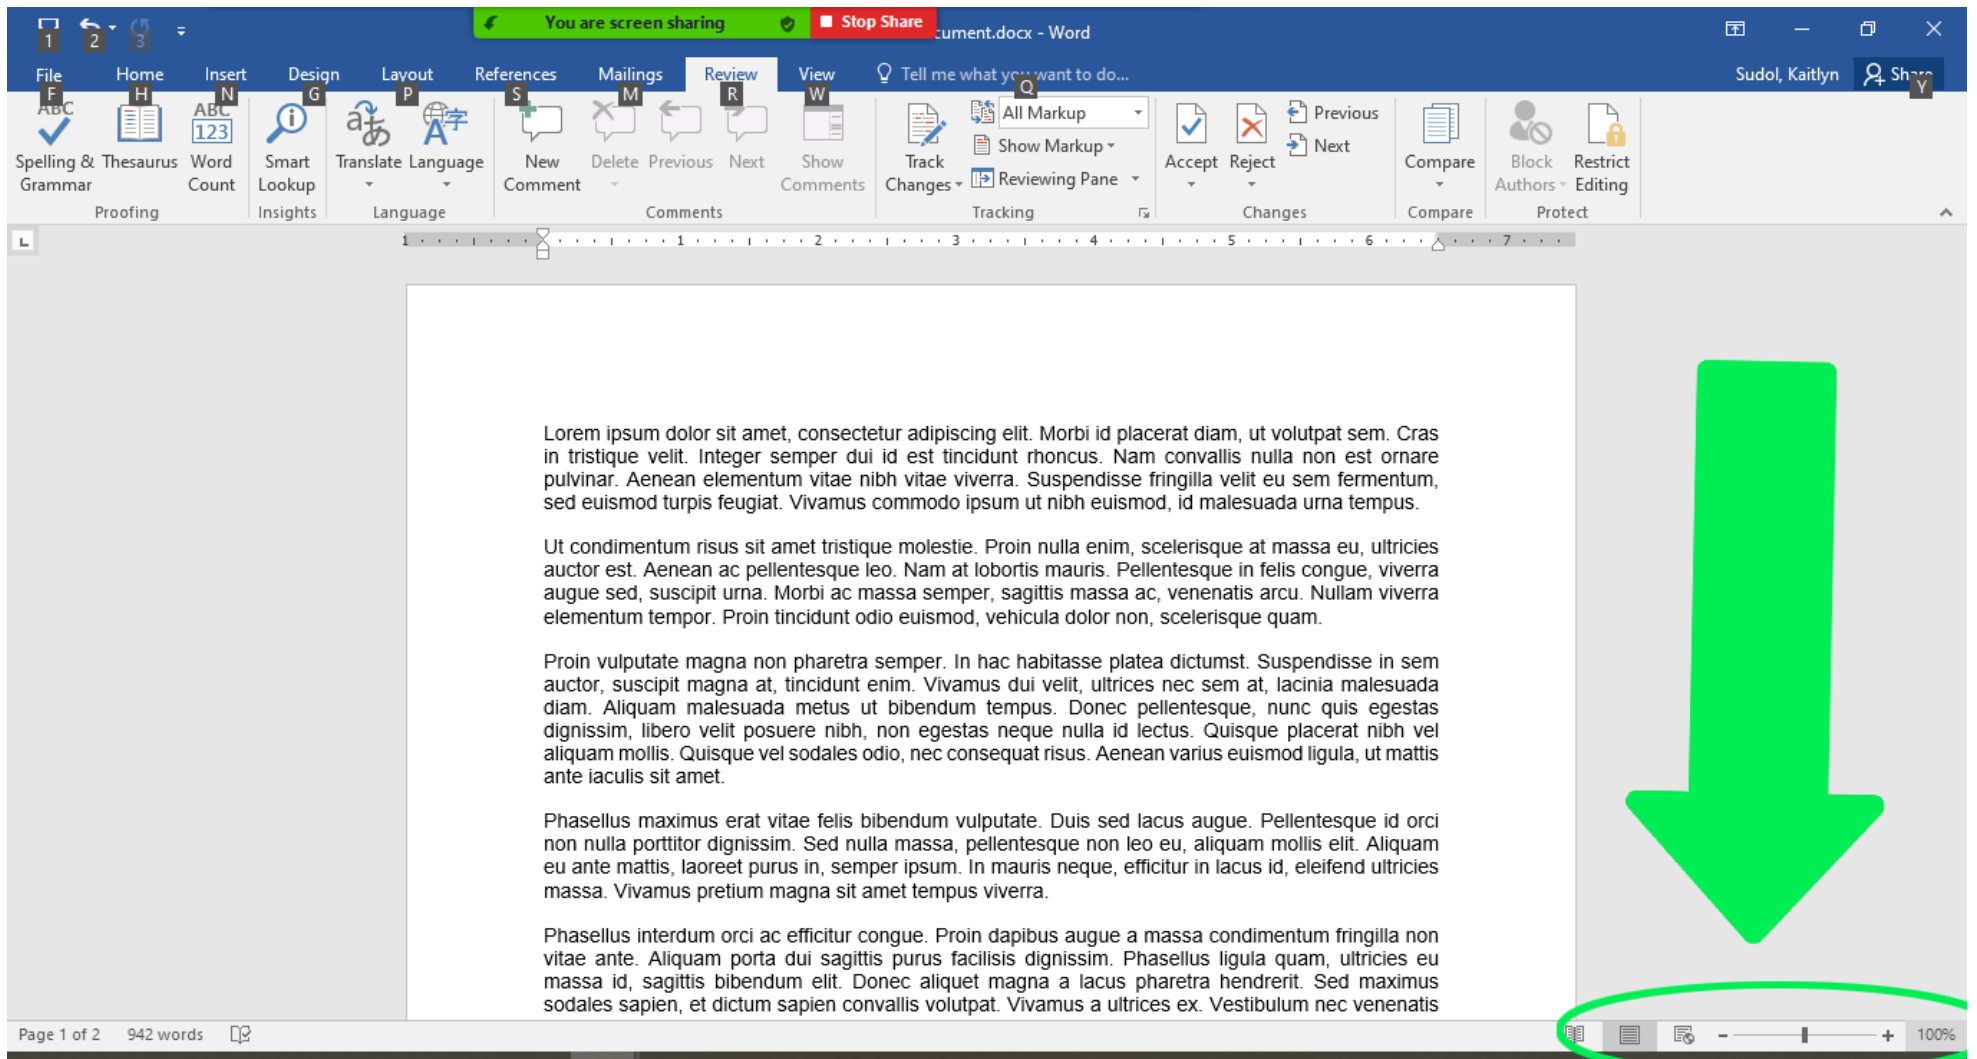 You are screen sharing
Stop Share
cument.docx - Word
1 2 3
File Home Insert Design Layout References Mailings Review View Tell me what you want to do... Sudol, Kaitlyn Share
F H N G P S M R W Q Y
ABC ABC
123
Spelling & Grammar
Thesaurus
Word Count
Smart Lookup
Translate
Language
New Comment
Delete
Previous
Next
Show Comments
Track Changes
All Markup
Show Markup
Reviewing Pane
Accept
Reject
Previous
Next
Compare
Block Authors
Restrict Editing
Proofing Insights Language Comments Tracking Changes Compare Protect
L
1 1 2 3 4 5 6 7
Lorem ipsum dolor sit amet, consectetur adipiscing elit. Morbi id placerat diam, ut volutpat sem. Cras
in tristique velit. Integer semper dui id est tincidunt rhoncus. Nam convallis nulla non est ornare
pulvinar. Aenean elementum vitae nibh vitae viverra. Suspendisse fringilla velit eu sem fermentum,
sed euismod turpis feugiat. Vivamus commodo ipsum ut nibh euismod, id malesuada urna tempus.
Ut condimentum risus sit amet tristique molestie. Proin nulla enim, scelerisque at massa eu, ultricies
auctor est. Aenean ac pellentesque leo. Nam at lobortis mauris. Pellentesque in felis congue, viverra
augue sed, suscipit urna. Morbi ac massa semper, sagittis massa ac, venenatis arcu. Nullam viverra
elementum tempor. Proin tincidunt odio euismod, vehicula dolor non, scelerisque quam.
Proin vulputate magna non pharetra semper. In hac habitasse platea dictumst. Suspendisse in sem
auctor, suscipit magna at, tincidunt enim. Vivamus dui velit, ultrices nec sem at, lacinia malesuada
diam. Aliquam malesuada metus ut bibendum tempus. Donec pellentesque, nunc quis egestas
dignissim, libero velit posuere nibh, non egestas neque nulla id lectus. Quisque placerat nibh vel
aliquam mollis. Quisque vel sodales odio, nec consequat risus. Aenean varius euismod ligula, ut mattis
ante iaculis sit amet.
Phasellus maximus erat vitae felis bibendum vulputate. Duis sed lacus augue. Pellentesque id orci
non nulla porttitor dignissim. Sed nulla massa, pellentesque non leo eu, aliquam mollis elit. Aliquam
eu ante mattis, laoreet purus in, semper ipsum. In mauris neque, efficitur in lacus id, eleifend ultricies
massa. Vivamus pretium magna sit amet tempus viverra.
Phasellus interdum orci ac efficitur congue. Proin dapibus augue a massa condimentum fringilla non
vitae ante. Aliquam porta dui sagittis purus facilisis dignissim. Phasellus ligula quam, ultricies eu
massa id, sagittis bibendum elit. Donec aliquet magna a lacus pharetra hendrerit. Sed maximus
sodales sapien, et dictum sapien convallis volutpat. Vivamus a ultrices ex. Vestibulum nec venenatis
Page 1 of 2 942 words 100%